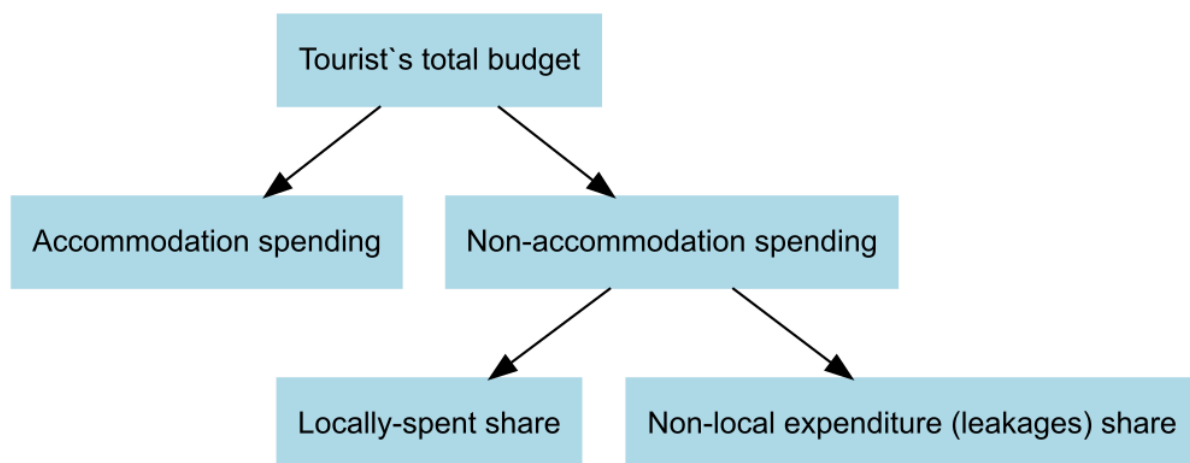 Tourist`s total budget
Accommodation spending
Non-accommodation spending
Locally-spent share
Non-local expenditure (leakages) share